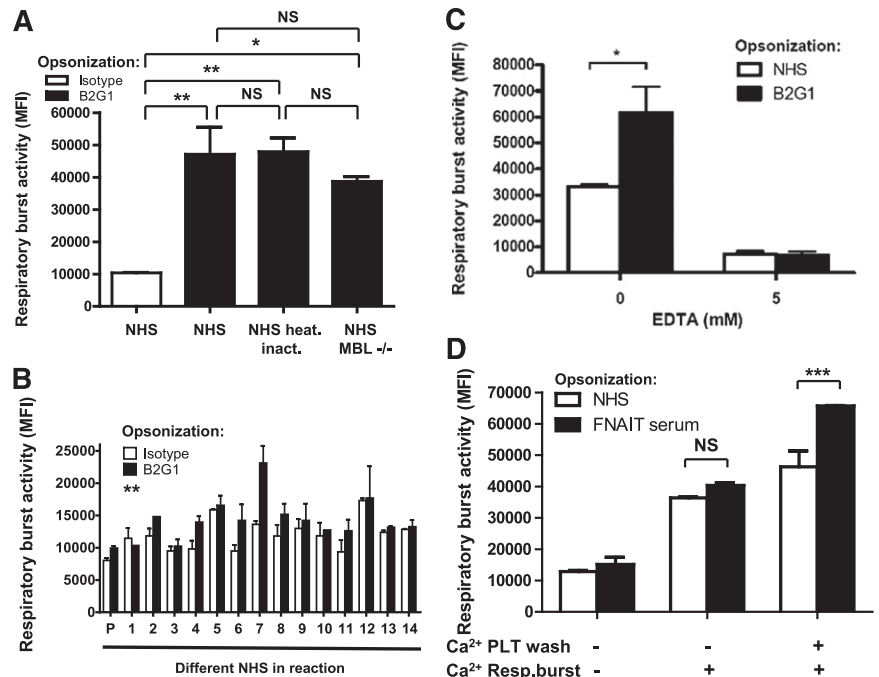 A
NS
*
Opsonization:
Isotype
B2G1
**
**
NS
NS
Respiratory burst activity (MFI)
60000
50000
40000
30000
20000
10000
0
NHS
NHS
NHS heat. inact.
NHS MBL -/-
B
Opsonization:
Isotype
B2G1
**
Respiratory burst activity (MFI)
25000
20000
15000
10000
5000
0
P 1 2 3 4 5 6 7 8 9 10 11 12 13 14
Different NHS in reaction
C
Opsonization:
NHS
B2G1
*
Respiratory burst activity (MFI)
80000
70000
60000
50000
40000
30000
20000
10000
0
0 5
EDTA (mM)
D
Opsonization:
NHS
FNAIT serum
NS
***
Respiratory burst activity (MFI)
70000
60000
50000
40000
30000
20000
10000
0
Ca²⁺ PLT wash - - +
Ca²⁺ Resp.burst - + +